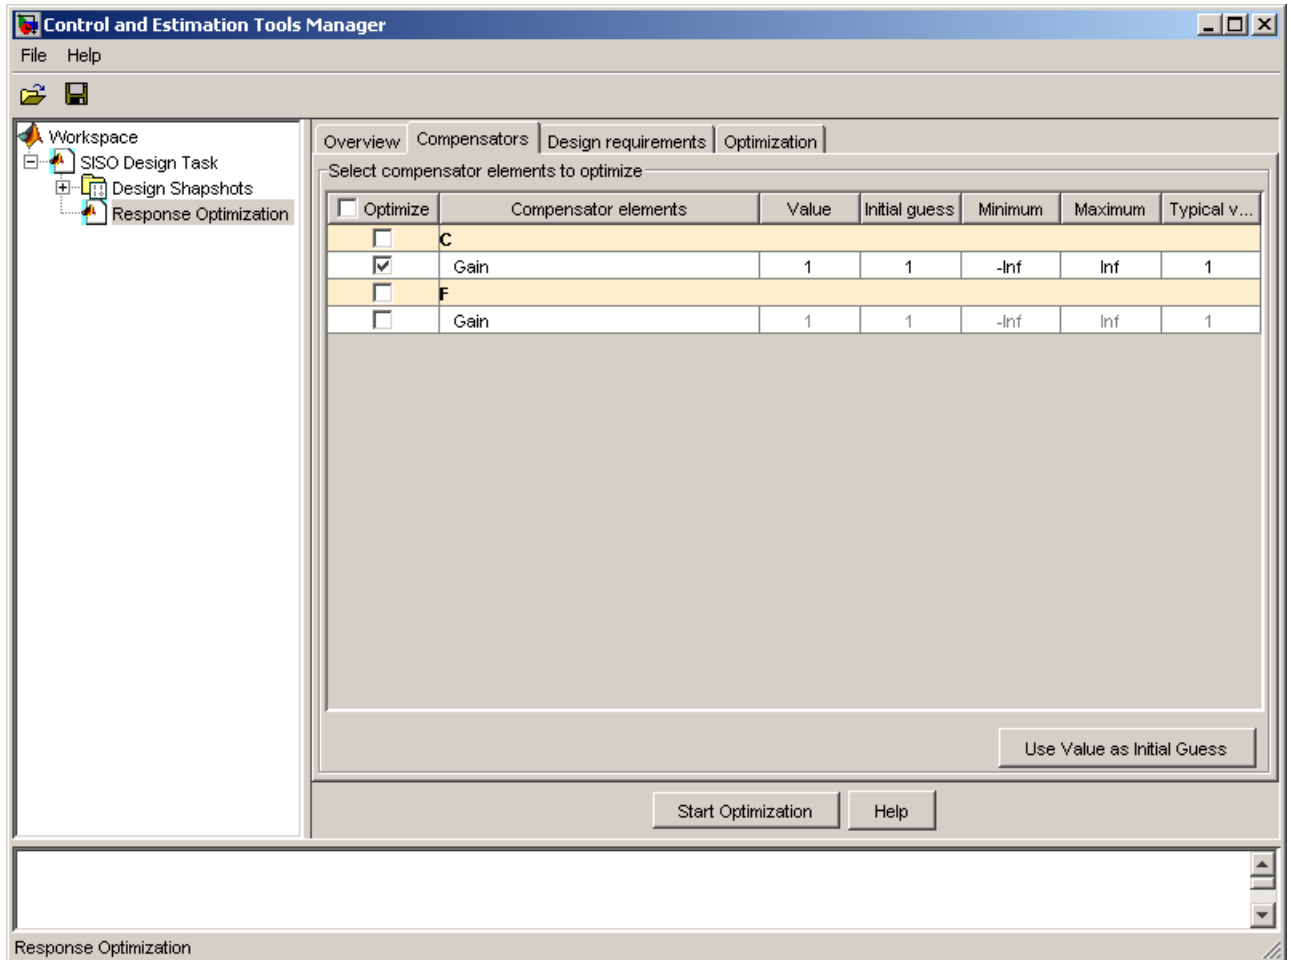 Control and Estimation Tools Manager
File Help
Workspace
SISO Design Task
Design Shapshots
Response Optimization
Overview Compensators Design requirements Optimization
Select compensator elements to optimize
Optimize Compensator elements Value Initial guess Minimum Maximum Typical v...
C
Gain 1 1 -Inf Inf 1
F
Gain 1 1 -Inf Inf 1
Use Value as Initial Guess
Start Optimization Help
Response Optimization